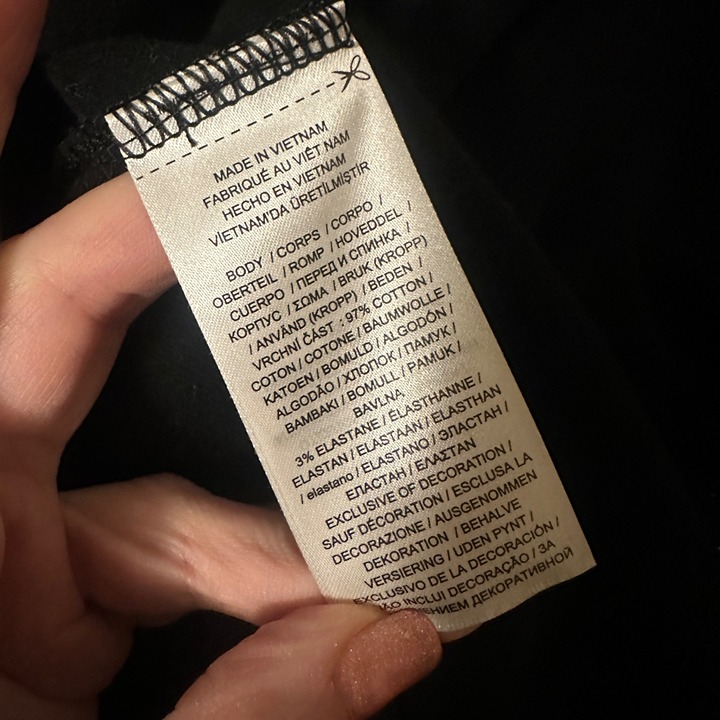 MADE IN VIETNAM
FABRIQUÉ AU VIÊT NAM
HECHO EN VIETNAM
VİETNAM'DA ÜRETİLMİŞTİR
BODY / CORPS / CORPO /
OBERTEIL / ROMP / HOVEDDEL /
CUERPO / ПЕРЕД И СПИНКА /
КОРПУС / ΣΩΜΑ / BRUK (KROPP)
/ ANVÄND (KROPP) / BEDEN /
VRCHNÍ ČÁST : 97% COTTON /
COTON / COTONE / BAUMWOLLE /
KATOEN / BOMULD / ALGODÓN /
ALGODÃO / ХЛОПОК / ПАМУК /
BAMBAKI / BOMULL / PAMUK /
BAVLNA
3% ELASTANE / ÉLASTHANNE /
ELASTAN / ELASTAAN / ELASTHAN
/ elastano / ELASTANO / ЭЛАСТАН /
ЕЛАСТАН / ΕΛΑΣΤΑΝ
EXCLUSIVE OF DECORATION /
SAUF DÉCORATION / ESCLUSA LA
DECORAZIONE / AUSGENOMMEN
DEKORATION / BEHALVE
VERSIERING / UDEN PYNT /
EXCLUSIVO DE LA DECORACIÓN /
INCLUI DECORAÇÃO / ЗА
ДЕКОРАТИВНОЙ